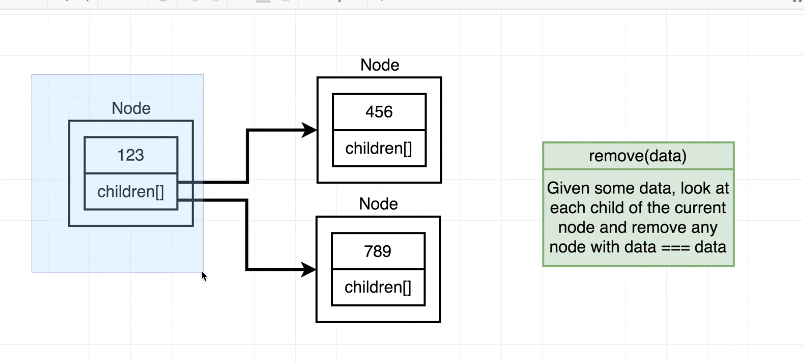 Node
123
children[]
Node
456
children[]
Node
789
children[]
remove(data)
Given some data, look at
each child of the current
node and remove any
node with data === data